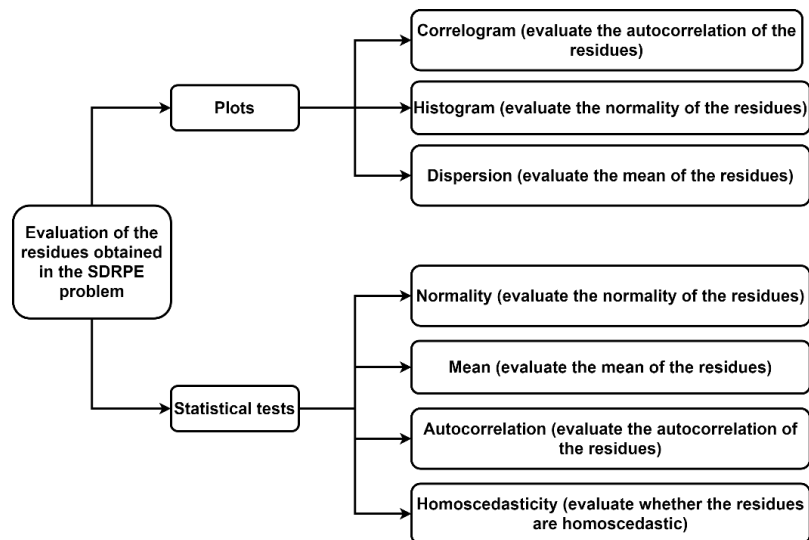 Correlogram (evaluate the autocorrelation of the
residues)
Plots
Histogram (evaluate the normality of the residues)
Dispersion (evaluate the mean of the residues)
Evaluation of the
residues obtained
in the SDRPE
problem
Normality (evaluate the normality of the residues)
Mean (evaluate the mean of the residues)
Statistical tests
Autocorrelation (evaluate the autocorrelation of
the residues)
Homoscedasticity (evaluate whether the residues
are homoscedastic)